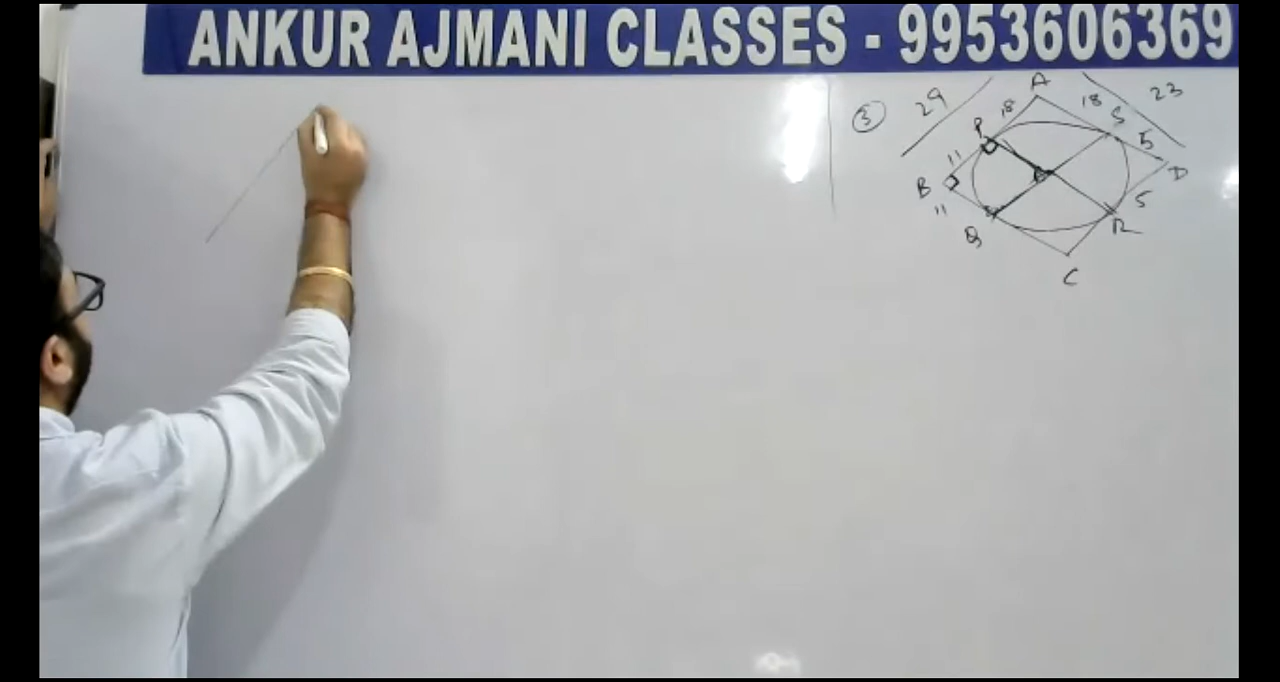 ANKUR AJMANI CLASSES - 9953606369
3
29
A
23
18
18
P
S
11
5
B
D
11
5
Q
R
C